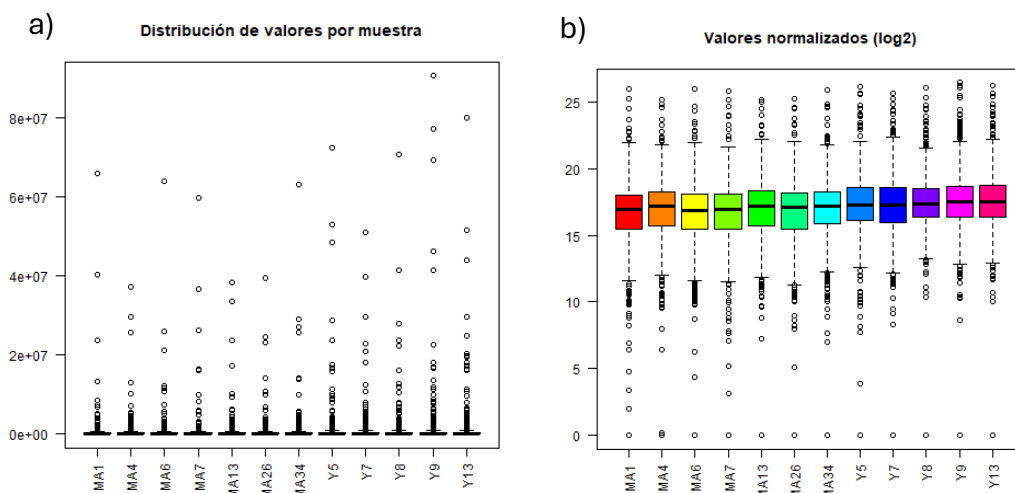 a)
Distribución de valores por muestra
8e+07
6e+07
4e+07
2e+07
0e+00
MA1
MA4
MA6
MA7
MA13
MA26
MA34
Y5
Y7
Y8
Y9
Y13
b)
Valores normalizados (log2)
25
20
15
10
5
0
MA1
MA4
MA6
MA7
MA13
MA26
MA34
Y5
Y7
Y8
Y9
Y13